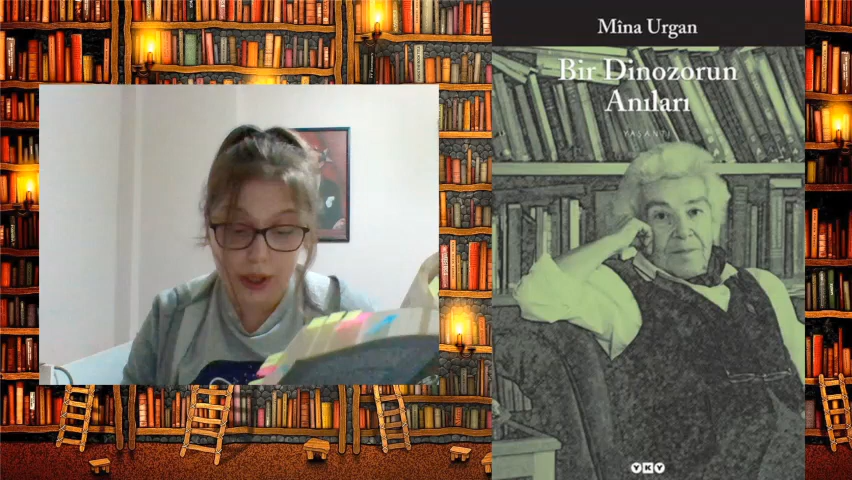 Mîna Urgan
Bir Dinozorun
Anıları
YAŞANTI
YKY